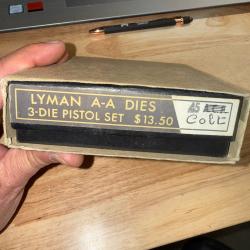 LYMAN A-A DIES
3-DIE PISTOL SET $13.50
45
Colt